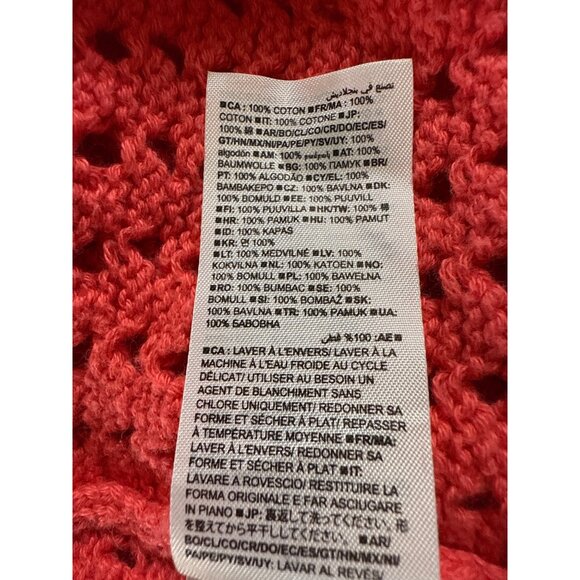 تصنع في بنجلاديش
■CA : 100% COTON ■FR/MA : 100%
COTON ■IT: 100% COTONE ■JP:
100% 綿 ■AR/BO/CL/CO/CR/DO/EC/ES/
GT/HN/MX/NI/PA/PE/PY/SV/UY: 100%
algodón ■AM: 100% բամբակ ■AT: 100%
BAUMWOLLE ■BG: 100% ПАМУК ■BR/
PT: 100% ALGODÃO ■CY/EL: 100%
ΒΑΜΒΑΚΕΡΟ ■CZ: 100% BAVLNA ■DK:
100% BOMULD ■EE: 100% PUUVILL
■FI: 100% PUUVILLA ■HK/TW: 100% 棉
■HR: 100% PAMUK ■HU: 100% PAMUT
■ID: 100% KAPAS
■KR: 면 100%
■LT: 100% MEDVILNĖ ■LV: 100%
KOKVILNA ■NL: 100% KATOEN ■NO:
100% BOMULL ■PL: 100% BAWEŁNA
■RO: 100% BUMBAC ■SE: 100%
BOMULL ■SI: 100% BOMBAŽ ■SK:
100% BAVLNA ■TR: 100% PAMUK ■UA:
100% БАВОВНА
■AE: 100% قطن
■CA : LAVER À L'ENVERS/ LAVER À LA
MACHINE À L'EAU FROIDE AU CYCLE
DÉLICAT/ UTILISER AU BESOIN UN
AGENT DE BLANCHIMENT SANS
CHLORE UNIQUEMENT/ REDONNER SA
FORME ET SÉCHER À PLAT/ REPASSER
À TEMPÉRATURE MOYENNE ■FR/MA:
LAVER À L'ENVERS/ REDONNER SA
FORME ET SÉCHER À PLAT ■IT:
LAVARE A ROVESCIO/ RESTITUIRE LA
FORMA ORIGINALE E FAR ASCIUGARE
IN PIANO ■JP: 裏返して洗ってください。形
を整えてから平干ししてください。 ■AR/
BO/CL/CO/CR/DO/EC/ES/GT/HN/MX/NI/
PA/PE/PY/SV/UY: LAVAR AL REVÉS/